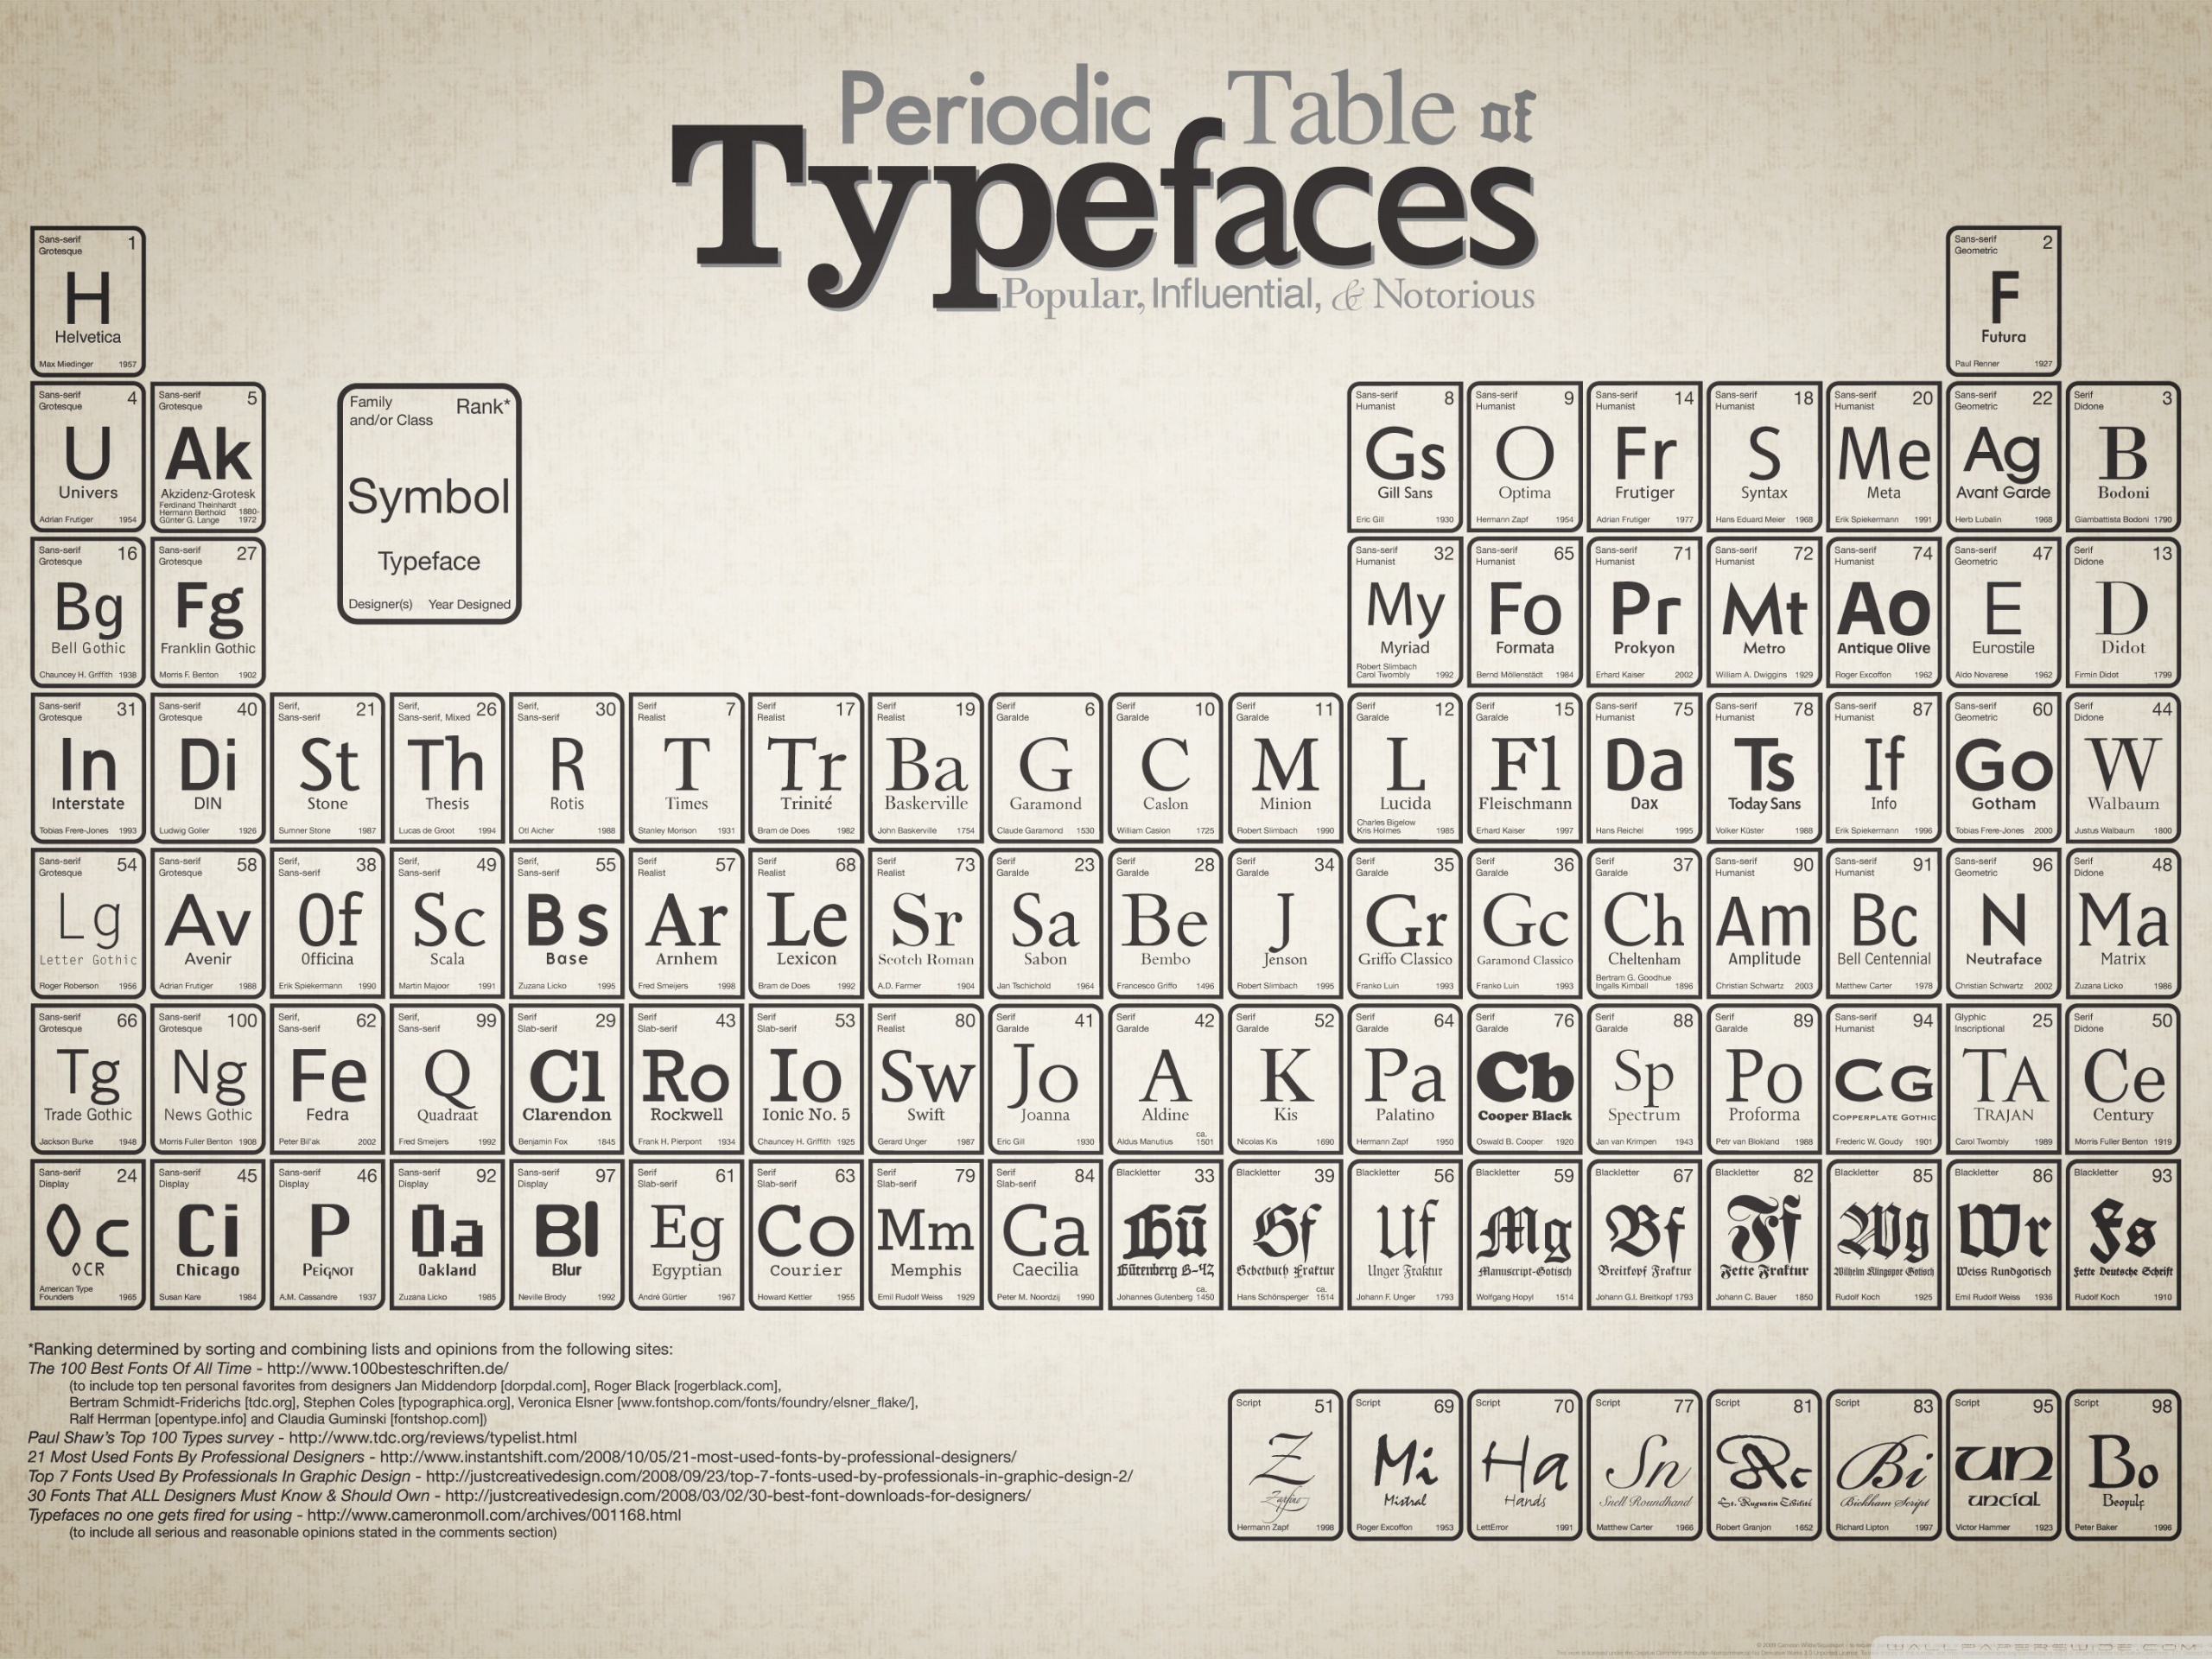 Periodic Table of
Typefaces
Popular, Influential, & Notorious
Sans-serif
Grotesque
1
H
Helvetica
Max Miedinger 1957
Sans-serif
Geometric
2
F
Futura
Paul Renner 1927
Sans-serif
Grotesque
4
U
Univers
Adrian Frutiger 1954
Sans-serif
Grotesque
5
Ak
Akzidenz-Grotesk
Ferdinand Theinhardt
Hermann Berthold 1880-
Günter G. Lange 1972
Family
and/or Class
Rank*
Symbol
Typeface
Designer(s) Year Designed
Sans-serif
Humanist
8
Gs
Gill Sans
Eric Gill 1930
Sans-serif
Humanist
9
O
Optima
Hermann Zapf 1954
Sans-serif
Humanist
14
Fr
Frutiger
Adrian Frutiger 1977
Sans-serif
Humanist
18
S
Syntax
Hans Eduard Meier 1968
Sans-serif
Humanist
20
Me
Meta
Erik Spiekermann 1991
Sans-serif
Geometric
22
Ag
Avant Garde
Herb Lubalin 1968
Serif
Didone
3
B
Bodoni
Giambattista Bodoni 1790
Sans-serif
Grotesque
16
Bg
Bell Gothic
Chauncey H. Griffith 1938
Sans-serif
Grotesque
27
Fg
Franklin Gothic
Morris F. Benton 1902
Sans-serif
Humanist
32
My
Myriad
Robert Slimbach
Carol Twombly 1992
Sans-serif
Humanist
65
Fo
Formata
Bernd Möllenstädt 1984
Sans-serif
Humanist
71
Pr
Prokyon
Erhard Kaiser 2002
Sans-serif
Humanist
72
Mt
Metro
William A. Dwiggins 1929
Sans-serif
Humanist
74
Ao
Antique Olive
Roger Excoffon 1962
Sans-serif
Geometric
47
E
Eurostile
Aldo Novarese 1962
Serif
Didone
13
D
Didot
Firmin Didot 1799
Sans-serif
Grotesque
31
In
Interstate
Tobias Frere-Jones 1993
Sans-serif
Grotesque
40
Di
DIN
Ludwig Goller 1926
Serif,
Sans-serif
21
St
Stone
Sumner Stone 1987
Serif,
Sans-serif, Mixed
26
Th
Thesis
Lucas de Groot 1994
Serif,
Sans-serif
30
R
Rotis
Otl Aicher 1988
Serif
Realist
7
T
Times
Stanley Morison 1931
Serif
Realist
17
Tr
Trinité
Bram de Does 1982
Serif
Realist
19
Ba
Baskerville
John Baskerville 1754
Serif
Garalde
6
G
Garamond
Claude Garamond 1530
Serif
Garalde
10
C
Caslon
William Caslon 1725
Serif
Garalde
11
M
Minion
Robert Slimbach 1990
Serif
Garalde
12
L
Lucida
Charles Bigelow
Kris Holmes 1985
Serif
Garalde
15
Fl
Fleischmann
Erhard Kaiser 1997
Sans-serif
Humanist
75
Da
Dax
Hans Reichel 1995
Sans-serif
Humanist
78
Ts
Today Sans
Volker Küster 1988
Sans-serif
Humanist
87
If
Info
Erik Spiekermann 1996
Sans-serif
Geometric
60
Go
Gotham
Tobias Frere-Jones 2000
Serif
Didone
44
W
Walbaum
Justus Walbaum 1800
Sans-serif
Grotesque
54
Lg
Letter Gothic
Roger Roberson 1956
Sans-serif
Grotesque
58
Av
Avenir
Adrian Frutiger 1988
Serif,
Sans-serif
38
Of
Officina
Erik Spiekermann 1990
Serif,
Sans-serif
49
Sc
Scala
Martin Majoor 1991
Serif,
Sans-serif
55
Bs
Base
Zuzana Licko 1995
Serif
Realist
57
Ar
Arnhem
Fred Smeijers 1998
Serif
Realist
68
Le
Lexicon
Bram de Does 1992
Serif
Realist
73
Sr
Scotch Roman
A.D. Farmer 1904
Serif
Garalde
23
Sa
Sabon
Jan Tschichold 1964
Serif
Garalde
28
Be
Bembo
Francesco Griffo 1496
Serif
Garalde
34
J
Jenson
Robert Slimbach 1995
Serif
Garalde
35
Gr
Griffo Classico
Franko Luin 1993
Serif
Garalde
36
Gc
Garamond Classico
Franko Luin 1993
Serif
Garalde
37
Ch
Cheltenham
Bertram G. Goodhue
Ingalls Kimball 1896
Sans-serif
Humanist
90
Am
Amplitude
Christian Schwartz 2003
Sans-serif
Humanist
91
Bc
Bell Centennial
Matthew Carter 1978
Sans-serif
Geometric
96
N
Neutraface
Christian Schwartz 2002
Serif
Didone
48
Ma
Matrix
Zuzana Licko 1986
Sans-serif
Grotesque
66
Tg
Trade Gothic
Jackson Burke 1948
Sans-serif
Grotesque
100
Ng
News Gothic
Morris Fuller Benton 1908
Serif,
Sans-serif
62
Fe
Fedra
Peter Bil'ak 2002
Serif,
Sans-serif
99
Q
Quadraat
Fred Smeijers 1992
Serif
Slab-serif
29
Cl
Clarendon
Benjamin Fox 1845
Serif
Slab-serif
43
Ro
Rockwell
Frank H. Pierpont 1934
Serif
Slab-serif
53
Io
Ionic No. 5
Chauncey H. Griffith 1925
Serif
Realist
80
Sw
Swift
Gerard Unger 1987
Serif
Garalde
41
Jo
Joanna
Eric Gill 1930
Serif
Garalde
42
A
Aldine
Aldus Manutius ca. 1501
Serif
Garalde
52
K
Kis
Nicolas Kis 1690
Serif
Garalde
64
Pa
Palatino
Hermann Zapf 1950
Serif
Garalde
76
Cb
Cooper Black
Oswald B. Cooper 1920
Serif
Garalde
88
Sp
Spectrum
Jan van Krimpen 1943
Serif
Garalde
89
Po
Proforma
Petr van Blokland 1988
Sans-serif
Humanist
94
CG
COPPERPLATE GOTHIC
Frederic W. Goudy 1901
Glyphic
Inscriptional
25
TA
TRAJAN
Carol Twombly 1989
Serif
Didone
50
Ce
Century
Morris Fuller Benton 1919
Sans-serif
Display
24
Oc
OCR
American Type
Founders 1965
Sans-serif
Display
45
Ci
Chicago
Susan Kare 1984
Sans-serif
Display
46
P
Peignot
A.M. Cassandre 1937
Sans-serif
Display
92
Oa
Oakland
Zuzana Licko 1985
Sans-serif
Display
97
Bl
Blur
Neville Brody 1992
Serif
Slab-serif
61
Eg
Egyptian
André Gürtler 1967
Serif
Slab-serif
63
Co
Courier
Howard Kettler 1955
Serif
Slab-serif
79
Mm
Memphis
Emil Rudolf Weiss 1929
Serif
Slab-serif
84
Ca
Caecilia
Peter M. Noordzij 1990
Blackletter
33
Gū
Gūtenberg B-42
Johannes Gutenberg ca. 1450
Blackletter
39
Gf
Gebetbuch Fraktur
Hans Schönsperger ca. 1514
Blackletter
56
Uf
Unger Fraktur
Johann F. Unger 1793
Blackletter
59
Mg
Manuscript-Gotisch
Wolfgang Hopyl 1514
Blackletter
67
Bf
Breitkopf Fraktur
Johann G.I. Breitkopf 1793
Blackletter
82
Ff
Fette Fraktur
Johann C. Bauer 1850
Blackletter
85
Wg
Wilhelm Klingspor Gotisch
Rudolf Koch 1925
Blackletter
86
Wr
Weiss Rundgotisch
Emil Rudolf Weiss 1936
Blackletter
93
Fs
Fette Deutsche Schrift
Rudolf Koch 1910
*Ranking determined by sorting and combining lists and opinions from the following sites:
The 100 Best Fonts Of All Time - http://www.100besteschriften.de/
(to include top ten personal favorites from designers Jan Middendorp [dorpdal.com], Roger Black [rogerblack.com],
Bertram Schmidt-Friderichs [tdc.org], Stephen Coles [typographica.org], Veronica Elsner [www.fontshop.com/fonts/foundry/elsner_flake/],
Ralf Herrman [opentype.info] and Claudia Guminski [fontshop.com])
Paul Shaw's Top 100 Types survey - http://www.tdc.org/reviews/typelist.html
21 Most Used Fonts By Professional Designers - http://www.instantshift.com/2008/10/05/21-most-used-fonts-by-professional-designers/
Top 7 Fonts Used By Professionals In Graphic Design - http://justcreativedesign.com/2008/09/23/top-7-fonts-used-by-professionals-in-graphic-design-2/
30 Fonts That ALL Designers Must Know & Should Own - http://justcreativedesign.com/2008/03/02/30-best-font-downloads-for-designers/
Typefaces no one gets fired for using - http://www.cameronmoll.com/archives/001168.html
(to include all serious and reasonable opinions stated in the comments section)
Script
51
Z
Zapfino
Hermann Zapf 1998
Script
69
Mi
Mistral
Roger Excoffon 1953
Script
70
Ha
Hands
LettError 1991
Script
77
Sn
Snell Roundhand
Matthew Carter 1966
Script
81
Ac
St. Augustin Civilité
Robert Granjon 1652
Script
83
Bi
Bickham Script
Richard Lipton 1997
Script
95
un
uncial
Victor Hammer 1923
Script
98
Bo
Beowulf
Peter Baker 1996
WALLPAPERSWIDE.COM